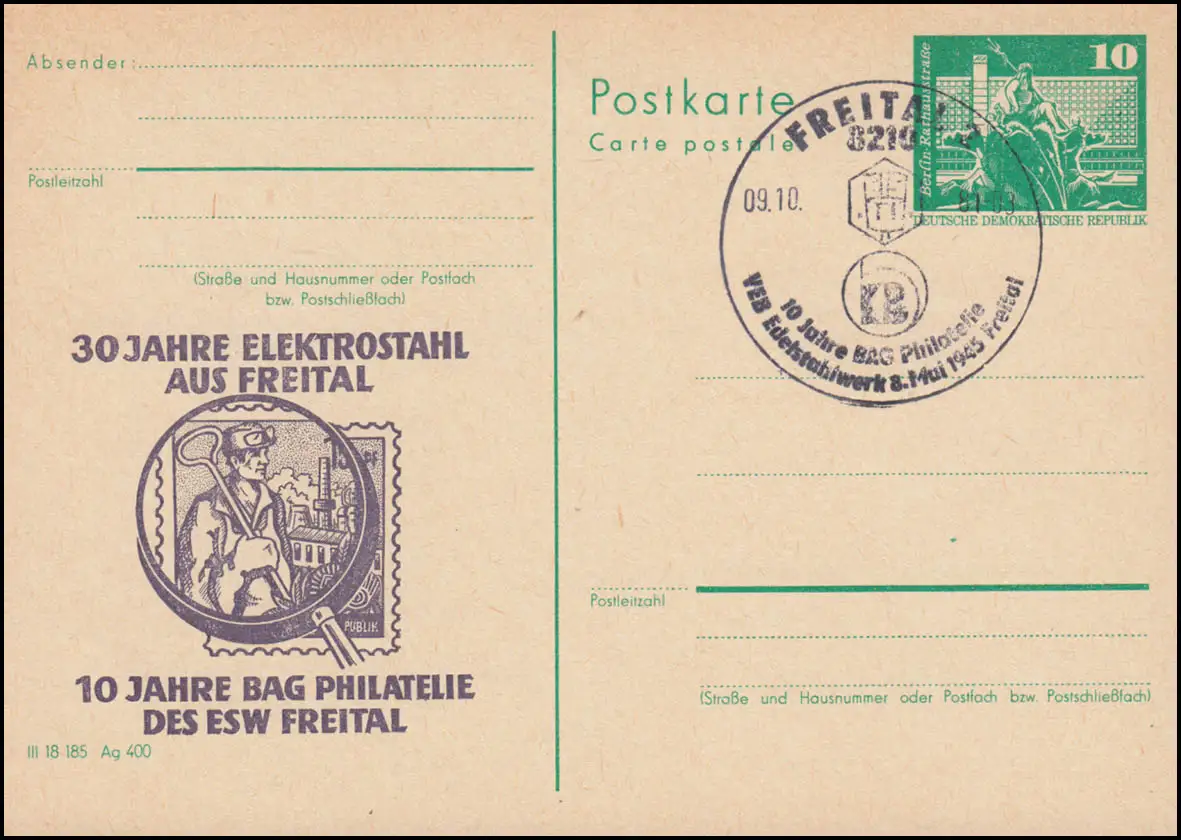 Absender:
Postleitzahl
(Straße und Hausnummer oder Postfach
bzw. Postschließfach)
30 JAHRE ELEKTROSTAHL
AUS FREITAL
15
PUBLIK
10 JAHRE BAG PHILATELIE
DES ESW FREITAL
III 18 185 Ag 400
Postkarte
Carte postale
10
Berlin-Rathausstraße
DEUTSCHE DEMOKRATISCHE REPUBLIK
FREITAL 2
8210
09.10.
10 Jahre BAG Philatelie
VEB Edelstahlwerk 8. Mai 1945 Freital
Postleitzahl
(Straße und Hausnummer oder Postfach bzw. Postschließfach)